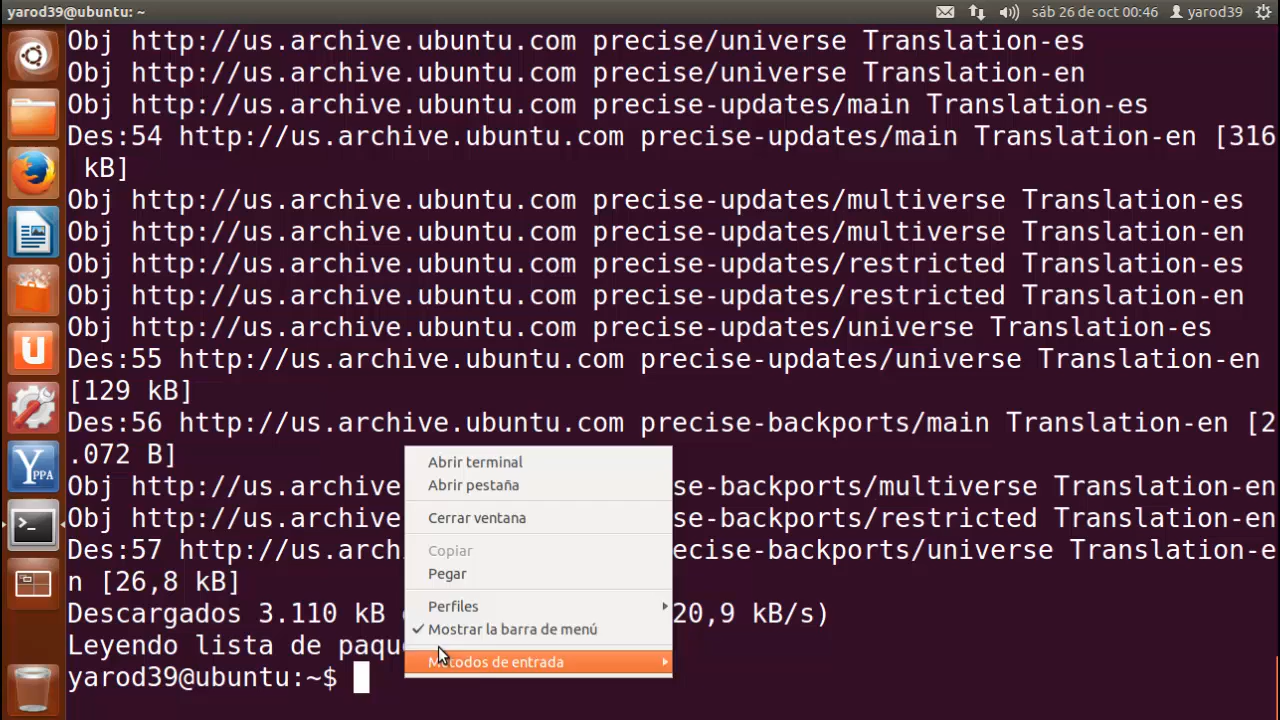 yarod39@ubuntu: ~
sáb 26 de oct 00:46
yarod39
Obj http://us.archive.ubuntu.com precise/universe Translation-es
Obj http://us.archive.ubuntu.com precise/universe Translation-en
Obj http://us.archive.ubuntu.com precise-updates/main Translation-es
Des:54 http://us.archive.ubuntu.com precise-updates/main Translation-en [316
kB]
Obj http://us.archive.ubuntu.com precise-updates/multiverse Translation-es
Obj http://us.archive.ubuntu.com precise-updates/multiverse Translation-en
Obj http://us.archive.ubuntu.com precise-updates/restricted Translation-es
Obj http://us.archive.ubuntu.com precise-updates/restricted Translation-en
Obj http://us.archive.ubuntu.com precise-updates/universe Translation-es
Des:55 http://us.archive.ubuntu.com precise-updates/universe Translation-en
[129 kB]
Des:56 http://us.archive.ubuntu.com precise-backports/main Translation-en [2
.072 B]
Obj http://us.archive se-backports/multiverse Translation-en
Obj http://us.archive se-backports/restricted Translation-en
Des:57 http://us.arch ecise-backports/universe Translation-e
n [26,8 kB]
Descargados 3.110 kB 20,9 kB/s)
Leyendo lista de paque
yarod39@ubuntu:~$
Abrir terminal
Abrir pestaña
Cerrar ventana
Copiar
Pegar
Perfiles
Mostrar la barra de menú
Métodos de entrada
U
Y PPA
>_